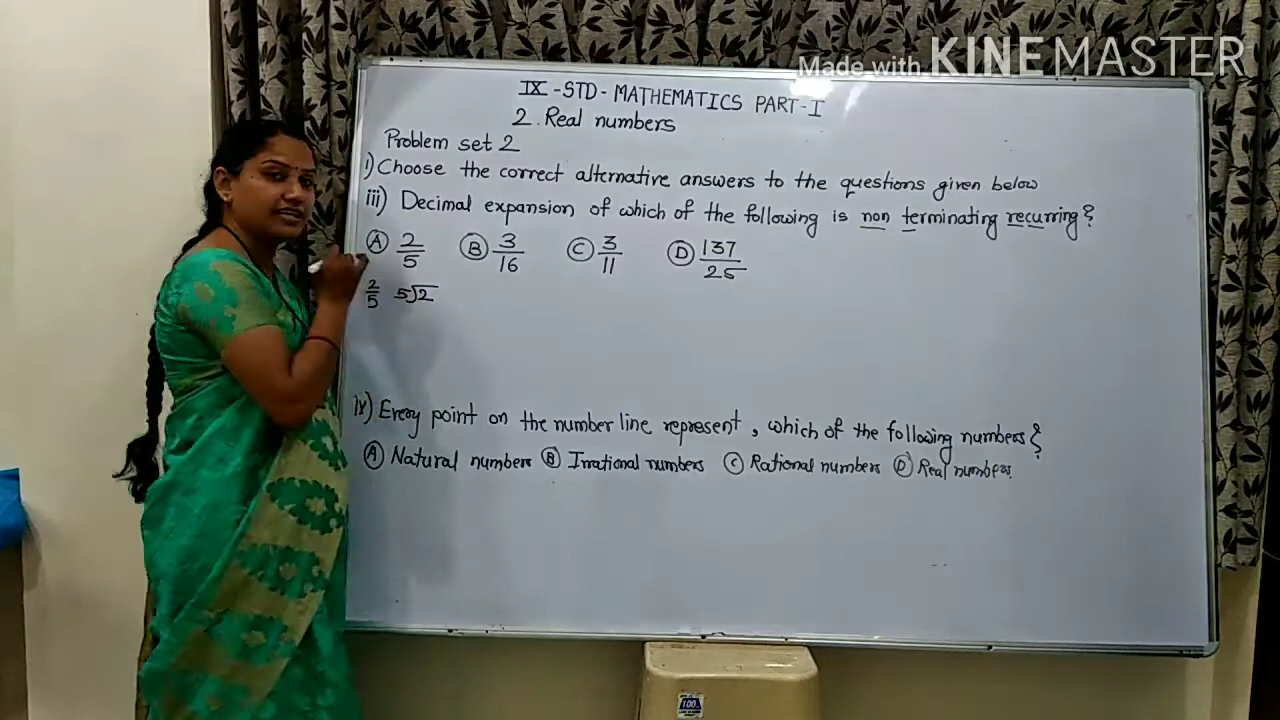 Made with KINEMASTER
IX - STD - MATHEMATICS PART - I
2. Real numbers
Problem set 2
i) Choose the correct alternative answers to the questions given below
iii) Decimal expansion of which of the following is non terminating recurring?
A 2/5 B 3/16 C 3/11 D 137/25
2/5 5√2
iv) Every point on the number line represent, which of the following numbers?
A Natural numbers B Irrational numbers C Rational numbers D Real numbers.
100